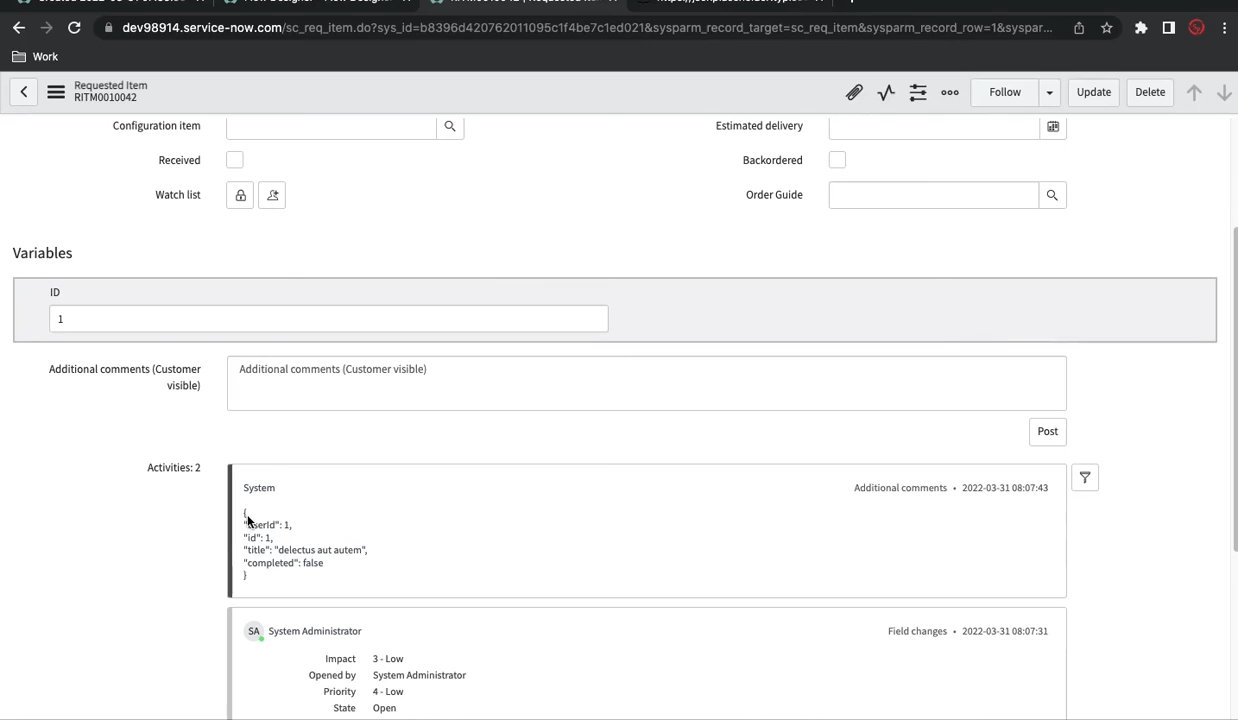 dev98914.service-now.com/sc_req_item.do?sys_id=b8396d420762011095c1f4be7c1ed021&sysparm_record_target=sc_req_item&sysparm_record_row=1&syspar...
Work
Requested Item
RITM0010042
Follow
Update
Delete
Configuration item
Estimated delivery
Received
Backordered
Watch list
Order Guide
Variables
ID
1
Additional comments (Customer visible)
Additional comments (Customer
visible)
Post
Activities: 2
System
Additional comments • 2022-03-31 08:07:43
{
"userId": 1,
"id": 1,
"title": "delectus aut autem",
"completed": false
}
SA System Administrator
Field changes • 2022-03-31 08:07:31
Impact 3 - Low
Opened by System Administrator
Priority 4 - Low
State Open